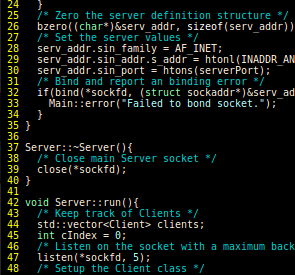 24   }
25   /* Zero the server definition structure */
26   bzero((char*)&serv_addr, sizeof(serv_addr))
27   /* Set the server values */
28   serv_addr.sin_family = AF_INET;
29   serv_addr.sin_addr.s_addr = htonl(INADDR_AN
30   serv_addr.sin_port = htons(serverPort);
31   /* Bind and report an binding error */
32   if(bind(*sockfd, (struct sockaddr*)&serv_ad
33     Main::error("Failed to bond socket.");
34   }
35 }
36
37 Server::~Server(){
38   /* Close main Server socket */
39   close(*sockfd);
40 }
41
42 void Server::run(){
43   /* Keep track of Clients */
44   std::vector<Client> clients;
45   int cIndex = 0;
46   /* Listen on the socket with a maximum back
47   listen(*sockfd, 5);
48   /* Setup the Client class */